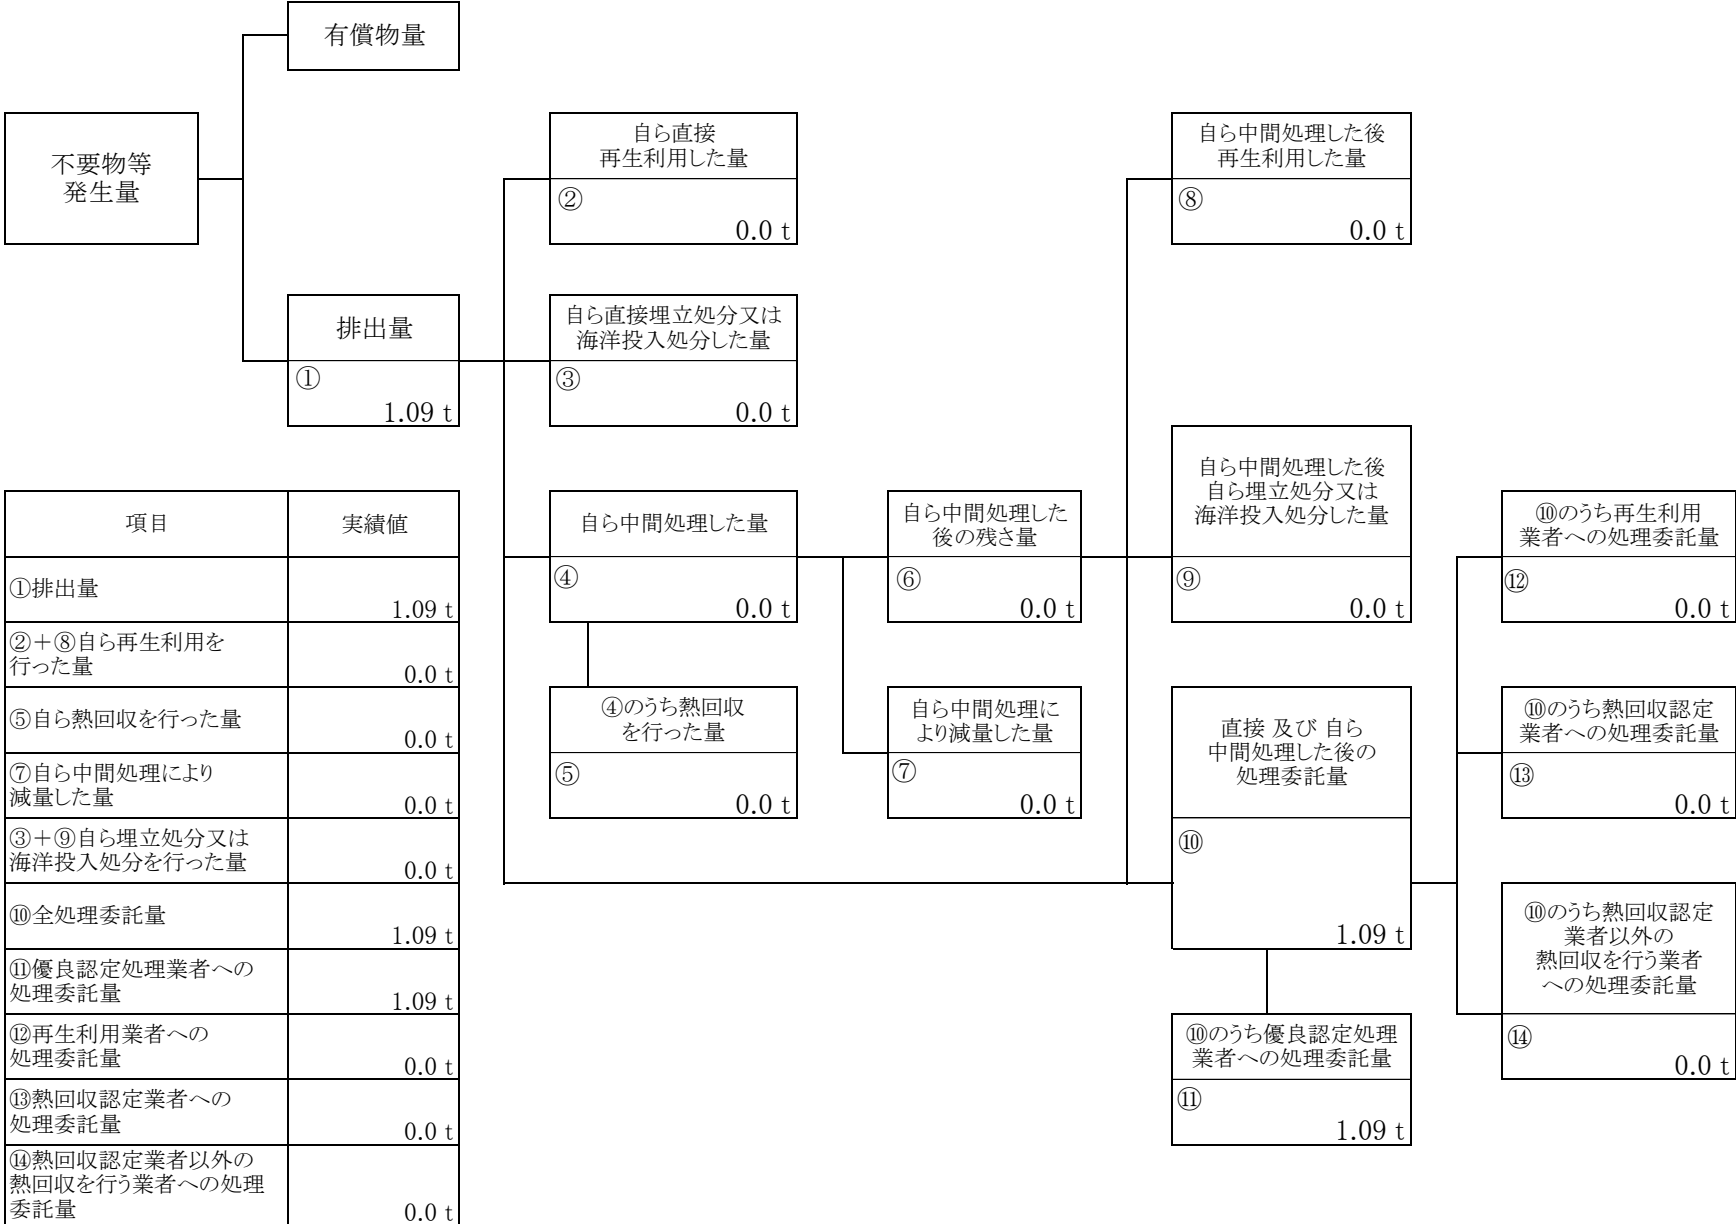 有償物量
不要物等
発生量
自ら直接
再生利用した量
②
0.0 t
自ら中間処理した後
再生利用した量
⑧
0.0 t
排出量
①
1.09 t
自ら直接埋立処分又は
海洋投入処分した量
③
0.0 t
自ら中間処理した量
④
0.0 t
自ら中間処理した
後の残さ量
⑥
0.0 t
自ら中間処理した後
自ら埋立処分又は
海洋投入処分した量
⑨
0.0 t
⑩のうち再生利用
業者への処理委託量
⑫
0.0 t
④のうち熱回収
を行った量
⑤
0.0 t
自ら中間処理に
より減量した量
⑦
0.0 t
直接 及び 自ら
中間処理した後の
処理委託量
⑩
1.09 t
⑩のうち熱回収認定
業者への処理委託量
⑬
0.0 t
⑩のうち熱回収認定
業者以外の
熱回収を行う業者
への処理委託量
⑭
0.0 t
⑩のうち優良認定処理
業者への処理委託量
⑪
1.09 t
項目 実績値
①排出量
1.09 t
②＋⑧自ら再生利用を
行った量
0.0 t
⑤自ら熱回収を行った量
0.0 t
⑦自ら中間処理により
減量した量
0.0 t
③＋⑨自ら埋立処分又は
海洋投入処分を行った量
0.0 t
⑩全処理委託量
1.09 t
⑪優良認定処理業者への
処理委託量
1.09 t
⑫再生利用業者への
処理委託量
0.0 t
⑬熱回収認定業者への
処理委託量
0.0 t
⑭熱回収認定業者以外の
熱回収を行う業者への処理
委託量
0.0 t